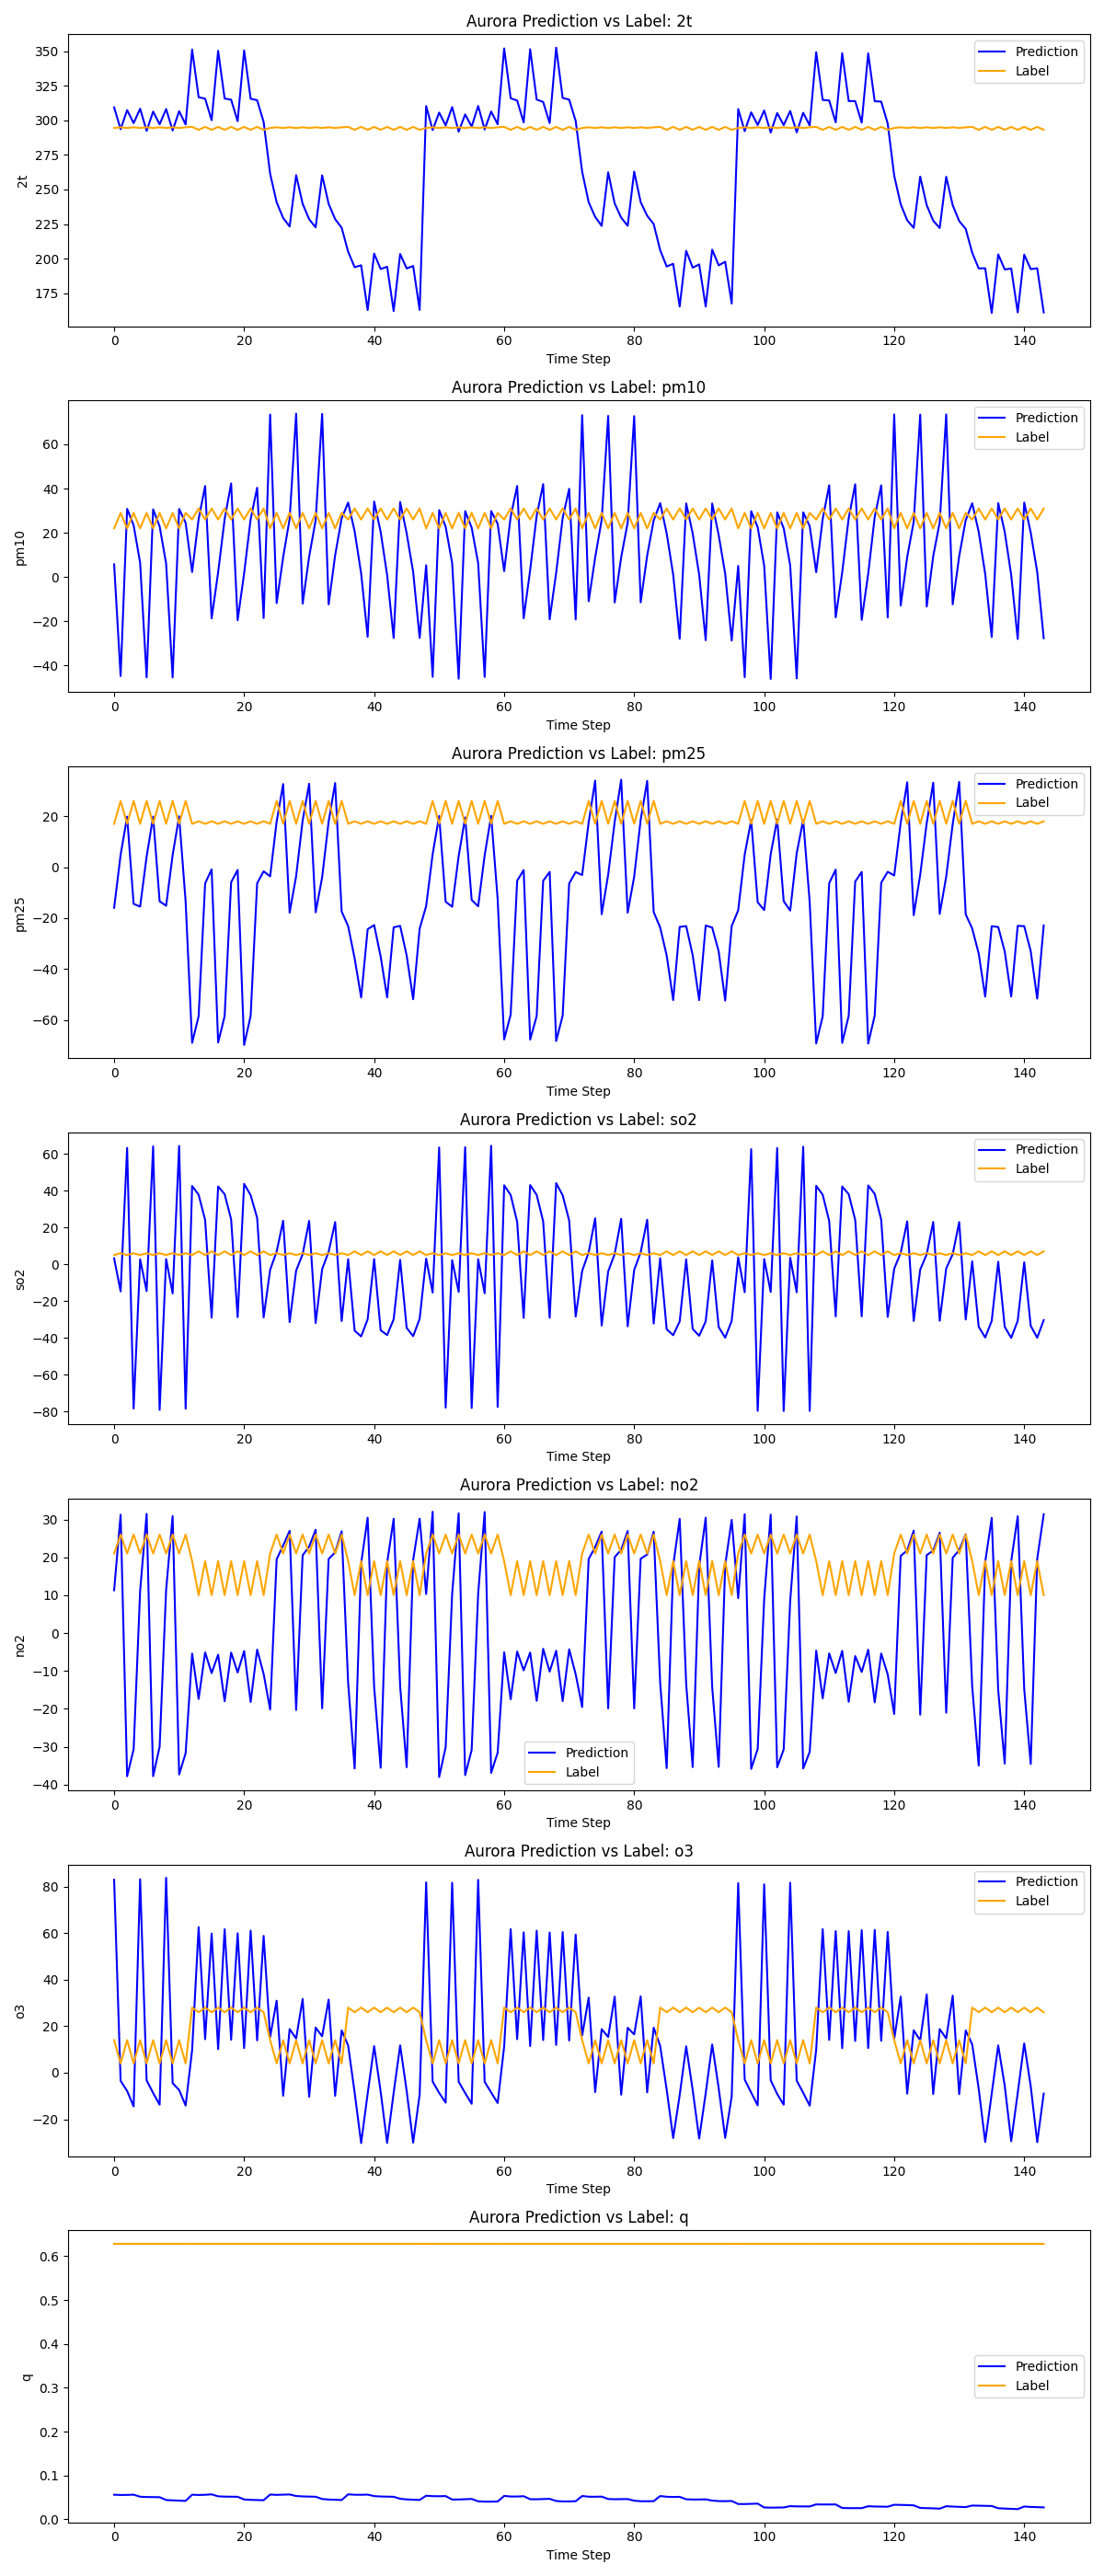 Aurora Prediction vs Label: 2t
350
325
300
275
250
225
200
175
2t
Prediction
Label
0 20 40 60 80 100 120 140
Time Step
Aurora Prediction vs Label: pm10
60
40
20
0
−20
−40
pm10
Prediction
Label
0 20 40 60 80 100 120 140
Time Step
Aurora Prediction vs Label: pm25
20
0
−20
−40
−60
pm25
Prediction
Label
0 20 40 60 80 100 120 140
Time Step
Aurora Prediction vs Label: so2
60
40
20
0
−20
−40
−60
−80
so2
Prediction
Label
0 20 40 60 80 100 120 140
Time Step
Aurora Prediction vs Label: no2
30
20
10
0
−10
−20
−30
−40
no2
Prediction
Label
0 20 40 60 80 100 120 140
Time Step
Aurora Prediction vs Label: o3
80
60
40
20
0
−20
o3
Prediction
Label
0 20 40 60 80 100 120 140
Time Step
Aurora Prediction vs Label: q
0.6
0.5
0.4
0.3
0.2
0.1
0.0
q
Prediction
Label
0 20 40 60 80 100 120 140
Time Step